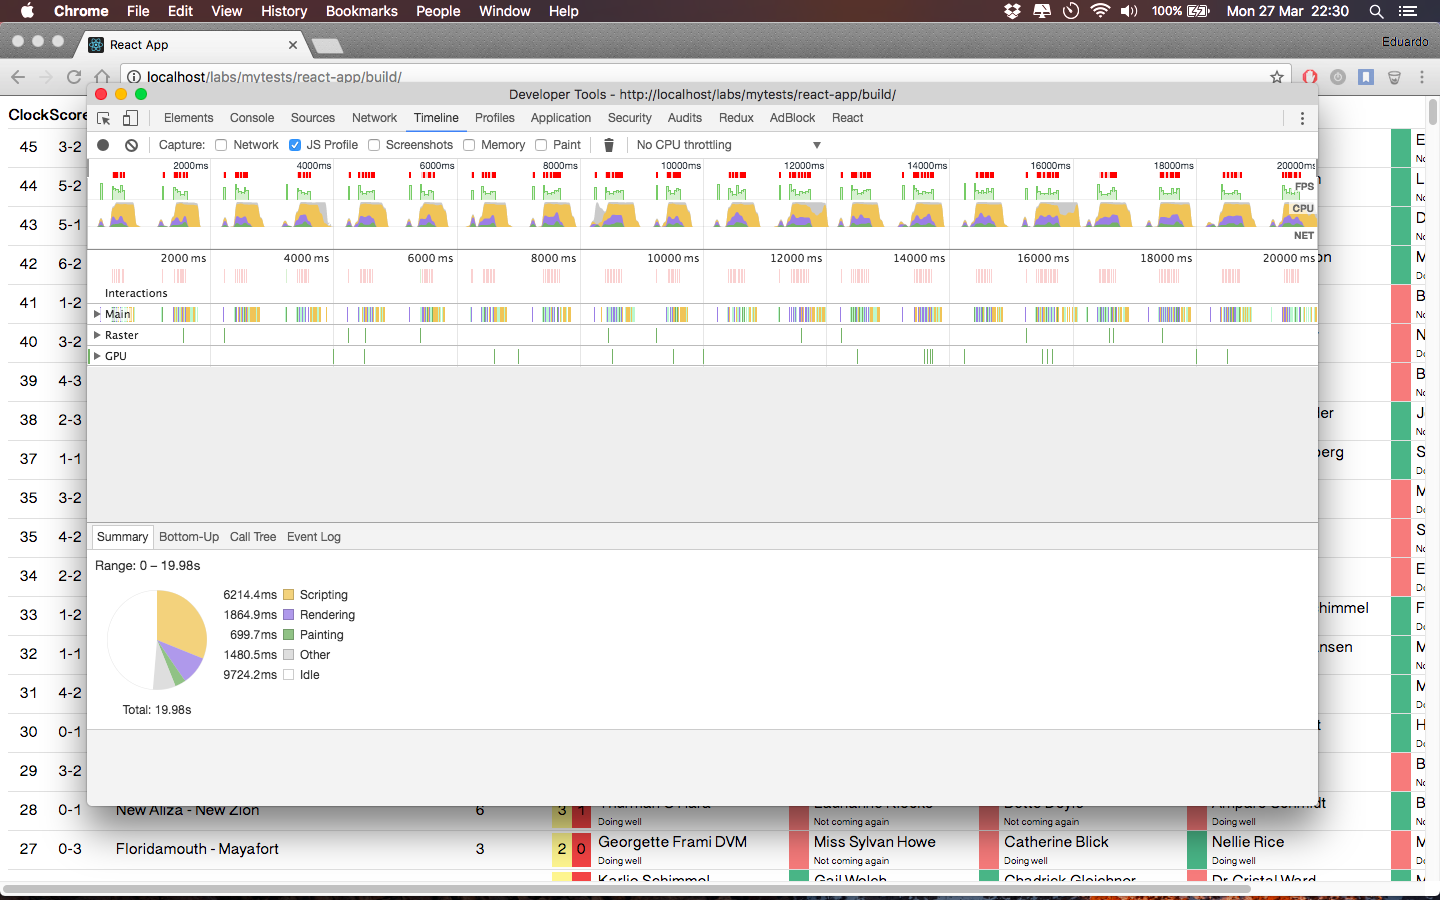 Chrome File Edit View History Bookmarks People Window Help 100% Mon 27 Mar 22:30
React App Eduardo
localhost/labs/mytests/react-app/build/
Developer Tools - http://localhost/labs/mytests/react-app/build/
Elements Console Sources Network Timeline Profiles Application Security Audits Redux AdBlock React
Capture: Network JS Profile Screenshots Memory Paint No CPU throttling
2000ms 4000ms 6000ms 8000ms 10000ms 12000ms 14000ms 16000ms 18000ms 20000ms
FPS
CPU
NET
2000 ms 4000 ms 6000 ms 8000 ms 10000 ms 12000 ms 14000 ms 16000 ms 18000 ms 20000 ms
Interactions
Main
Raster
GPU
Summary Bottom-Up Call Tree Event Log
Range: 0 – 19.98s
6214.4ms Scripting
1864.9ms Rendering
699.7ms Painting
1480.5ms Other
9724.2ms Idle
Total: 19.98s
Clock Score
45 3-2
44 5-2
43 5-1
42 6-2
41 1-2
40 3-2
39 4-3
38 2-3
37 1-1
35 3-2
35 4-2
34 2-2
33 1-2
32 1-1
31 4-2
30 0-1
29 3-2
28 0-1 New Aliza - New Zion 6 3 1
Doing well Not coming again Not coming again Doing well
27 0-3 Floridamouth - Mayafort 3 2 0 Georgette Frami DVM Miss Sylvan Howe Catherine Blick Nellie Rice
Doing well Not coming again Doing well Doing well
Karlie Schimmel Gail Welch Chadrick Gleichner Dr. Cristal Ward